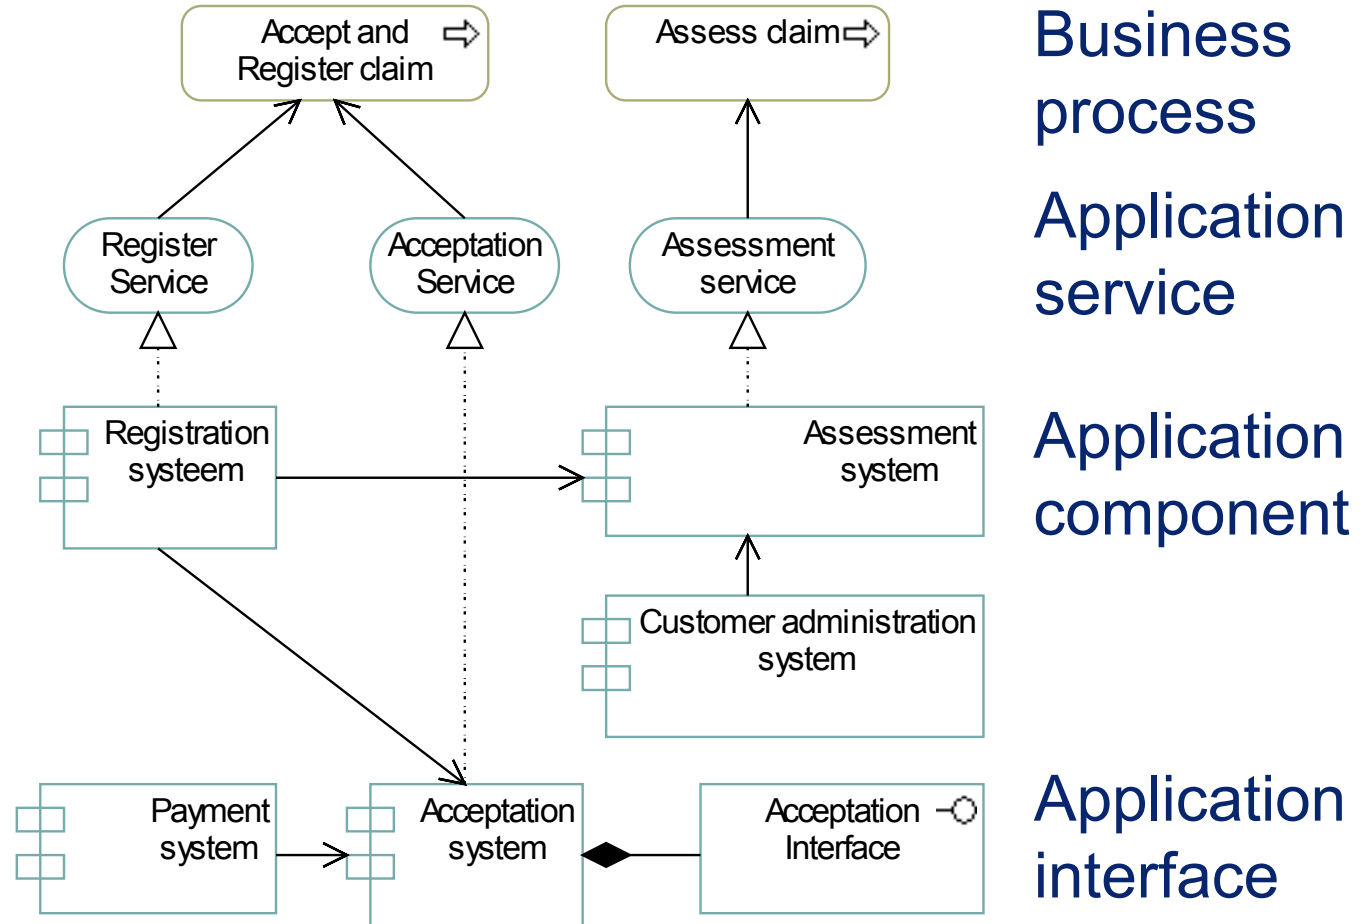 Accept and
Register claim
Assess claim
Business
process
Register
Service
Acceptation
Service
Assessment
service
Application
service
Registration
systeem
Assessment
system
Application
component
Customer administration
system
Payment
system
Acceptation
system
Acceptation
Interface
Application
interface